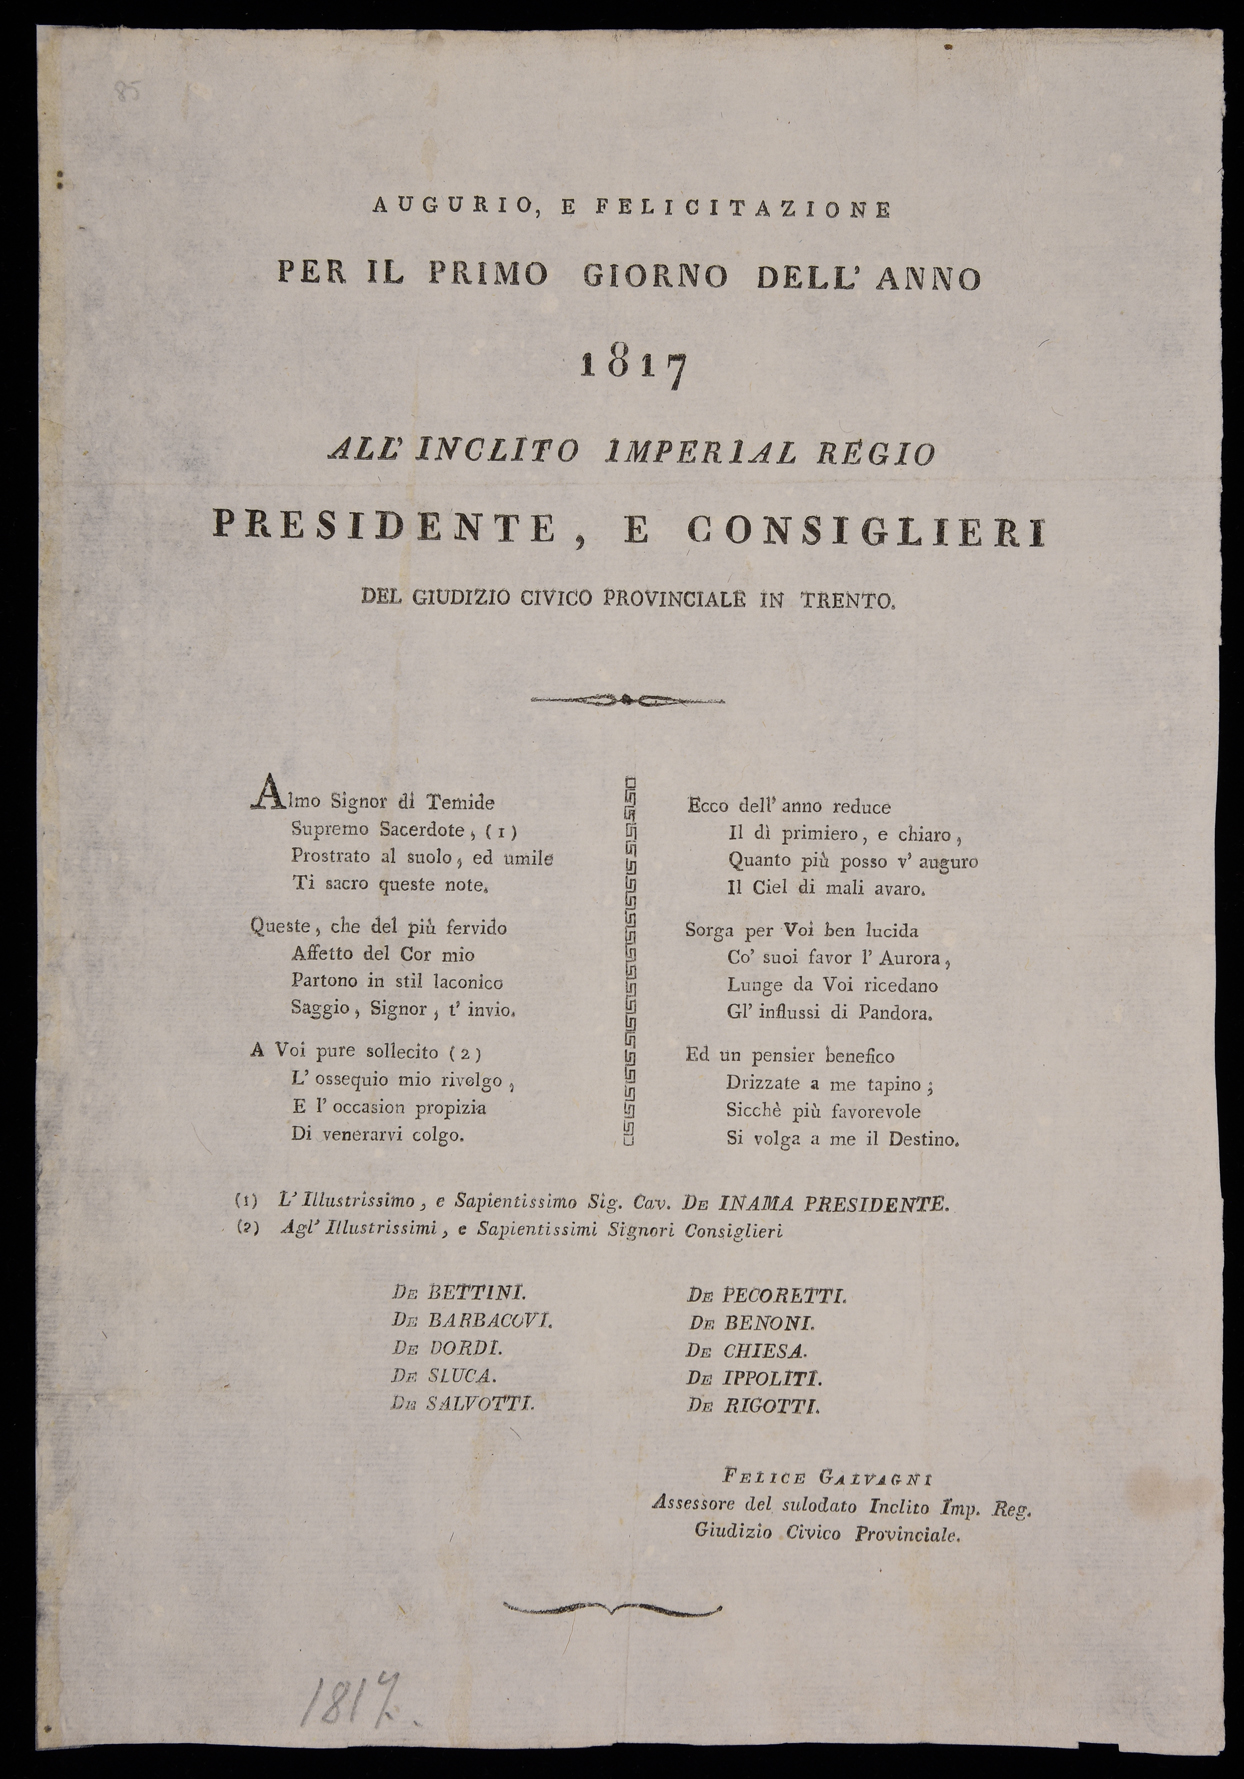 85
AUGURIO, E FELICITAZIONE
PER IL PRIMO GIORNO DELL' ANNO
1817
ALL' INCLITO IMPERIAL REGIO
PRESIDENTE, E CONSIGLIERI
DEL GIUDIZIO CIVICO PROVINCIALE IN TRENTO.
Almo Signor di Temide
Supremo Sacerdote, (1)
Prostrato al suolo, ed umile
Ti sacro queste note.
Queste, che del più fervido
Affetto del Cor mio
Partono in stil laconico
Saggio, Signor, t' invio.
A Voi pure sollecito (2)
L' ossequio mio rivolgo,
E l' occasion propizia
Di venerarvi colgo.
Ecco dell' anno reduce
Il dì primiero, e chiaro,
Quanto più posso v' auguro
Il Ciel di mali avaro.
Sorga per Voi ben lucida
Co' suoi favor l' Aurora,
Lunge da Voi ricedano
Gl' influssi di Pandora.
Ed un pensier benefico
Drizzate a me tapino;
Sicchè più favorevole
Si volga a me il Destino.
(1) L' Illustrissimo, e Sapientissimo Sig. Cav. DE INAMA PRESIDENTE.
(2) Agl' Illustrissimi, e Sapientissimi Signori Consiglieri
DE BETTINI.
DE BARBACOVI.
DE DORDI.
DE SLUCA.
DE SALVOTTI.
DE PECORETTI.
DE BENONI.
DE CHIESA.
DE IPPOLITI.
DE RIGOTTI.
FELICE GALVAGNI
Assessore del sulodato Inclito Imp. Reg.
Giudizio Civico Provinciale.
1817.